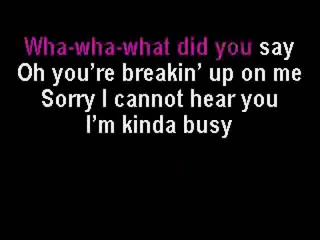 Wha-wha-what did you say
Oh you're breakin' up on me
Sorry I cannot hear you
I'm kinda busy